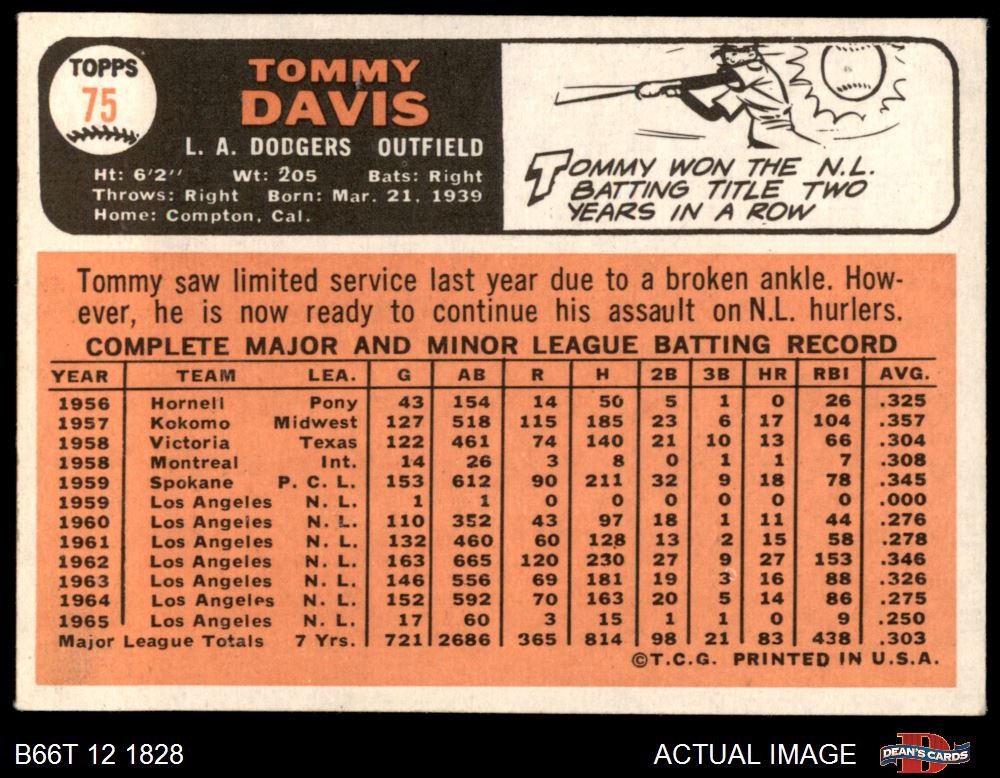 TOPPS
75
TOMMY
DAVIS
L. A. DODGERS OUTFIELD
Ht: 6'2" Wt: 205 Bats: Right
Throws: Right Born: Mar. 21, 1939
Home: Compton, Cal.
TOMMY WON THE N.L.
BATTING TITLE TWO
YEARS IN A ROW
Tommy saw limited service last year due to a broken ankle. How-
ever, he is now ready to continue his assault on N.L. hurlers.
COMPLETE MAJOR AND MINOR LEAGUE BATTING RECORD
YEAR TEAM LEA. G AB R H 2B 3B HR RBI AVG.
1956 Hornell Pony 43 154 14 50 5 1 0 26 .325
1957 Kokomo Midwest 127 518 115 185 23 6 17 104 .357
1958 Victoria Texas 122 461 74 140 21 10 13 66 .304
1958 Montreal Int. 14 26 3 8 0 1 1 7 .308
1959 Spokane P. C. L. 153 612 90 211 32 9 18 78 .345
1959 Los Angeles N. L. 1 1 0 0 0 0 0 0 .000
1960 Los Angeles N. L. 110 352 43 97 18 1 11 44 .276
1961 Los Angeles N. L. 132 460 60 128 13 2 15 58 .278
1962 Los Angeles N. L. 163 665 120 230 27 9 27 153 .346
1963 Los Angeles N. L. 146 556 69 181 19 3 16 88 .326
1964 Los Angeles N. L. 152 592 70 163 20 5 14 86 .275
1965 Los Angeles N. L. 17 60 3 15 1 1 0 9 .250
Major League Totals 7 Yrs. 721 2686 365 814 98 21 83 438 .303
©T.C.G. PRINTED IN U.S.A.
B66T 12 1828
ACTUAL IMAGE
DEAN'S CARDS